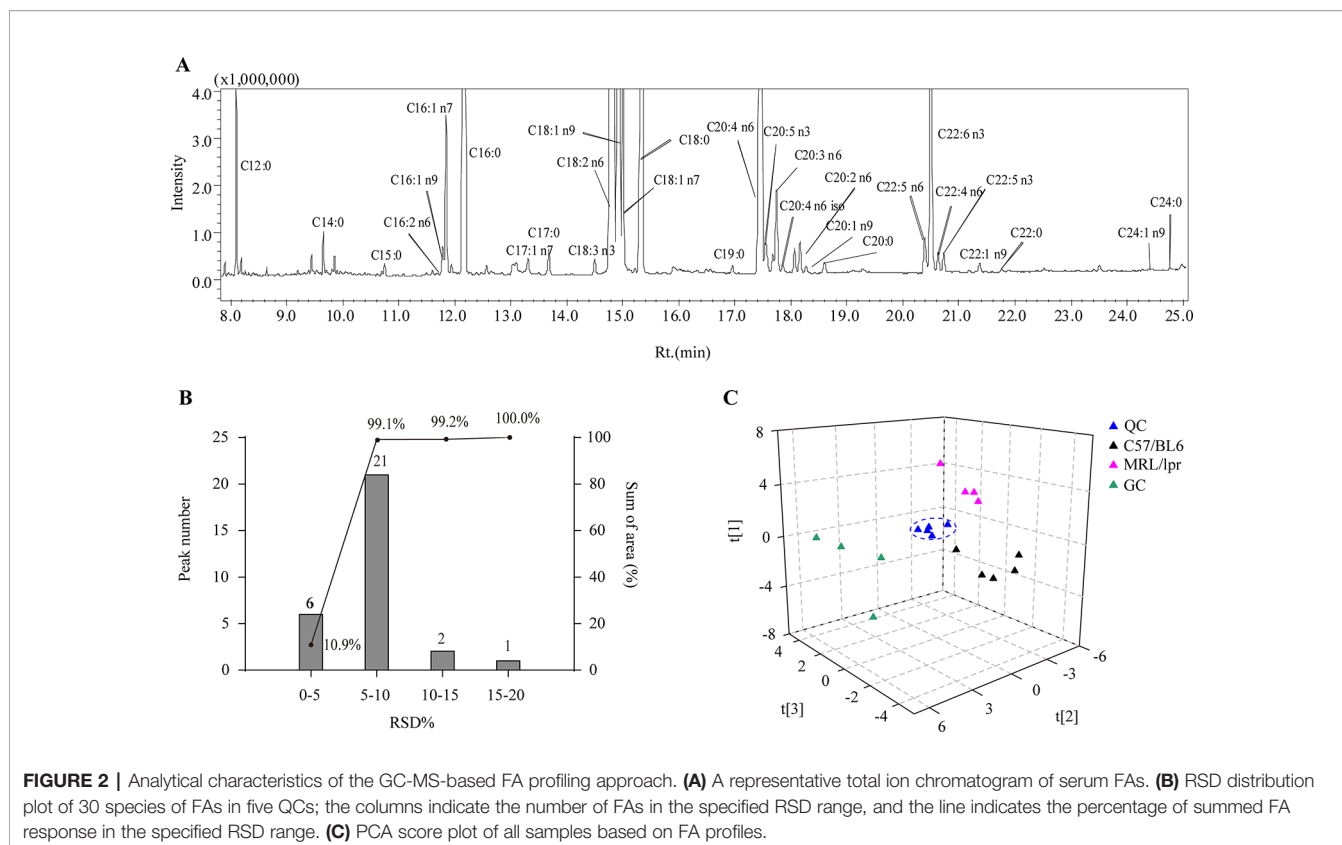 A
(x1,000,000)
4.0
3.0
2.0
1.0
0.0
Intensity
C12:0
C14:0
C15:0
C16:2 n6
C16:1 n9
C16:1 n7
C16:0
C17:1 n7
C17:0
C18:3 n3
C18:2 n6
C18:1 n9
C18:1 n7
C18:0
C19:0
C20:4 n6
C20:5 n3
C20:3 n6
C20:4 n6 iso
C20:2 n6
C20:1 n9
C20:0
C22:5 n6
C22:6 n3
C22:4 n6
C22:5 n3
C22:1 n9
C22:0
C24:1 n9
C24:0
8.0 9.0 10.0 11.0 12.0 13.0 14.0 15.0 16.0 17.0 18.0 19.0 20.0 21.0 22.0 23.0 24.0 25.0
Rt.(min)
B
25
20
15
10
5
0
Peak number
6
21
2
1
10.9%
99.1%
99.2%
100.0%
100
80
60
40
20
0
Sum of area (%)
0-5 5-10 10-15 15-20
RSD%
C
8
4
0
-4
-8
t[1]
4
2
0
-2
-4
t[3]
6
3
0
-3
-6
t[2]
QC
C57/BL6
MRL/lpr
GC
FIGURE 2 | Analytical characteristics of the GC-MS-based FA profiling approach. (A) A representative total ion chromatogram of serum FAs. (B) RSD distribution
plot of 30 species of FAs in five QCs; the columns indicate the number of FAs in the specified RSD range, and the line indicates the percentage of summed FA
response in the specified RSD range. (C) PCA score plot of all samples based on FA profiles.